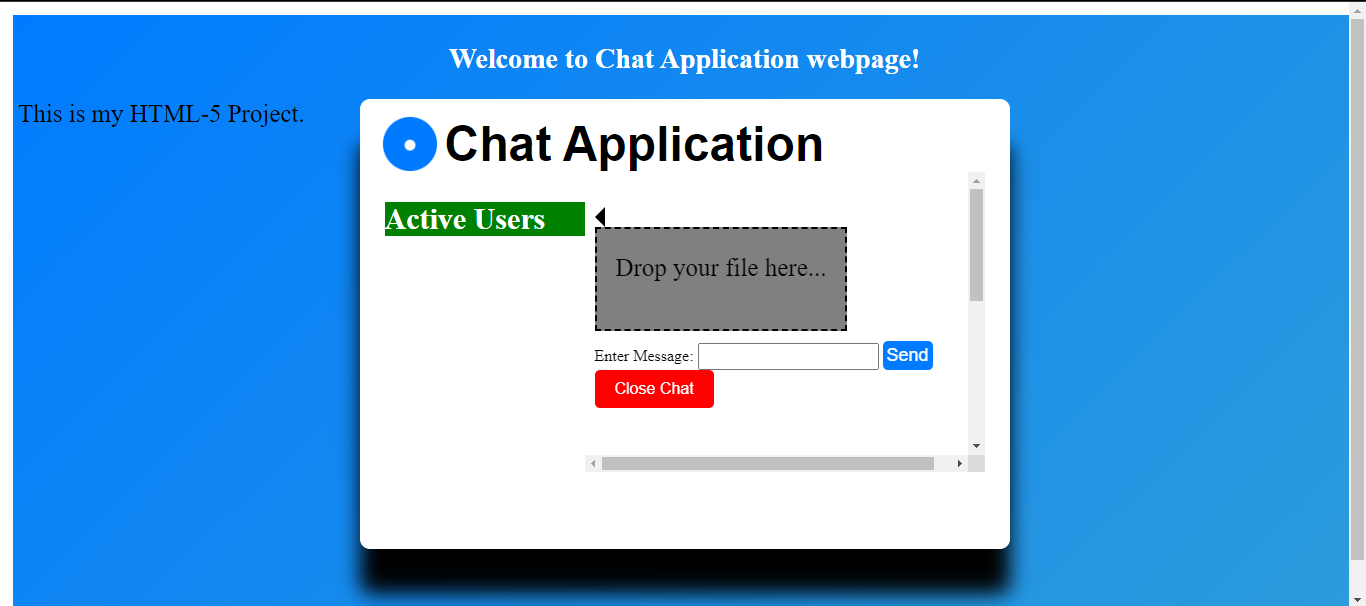 Welcome to Chat Application webpage!
This is my HTML-5 Project.
Chat Application
Active Users
Drop your file here...
Enter Message:
Send
Close Chat